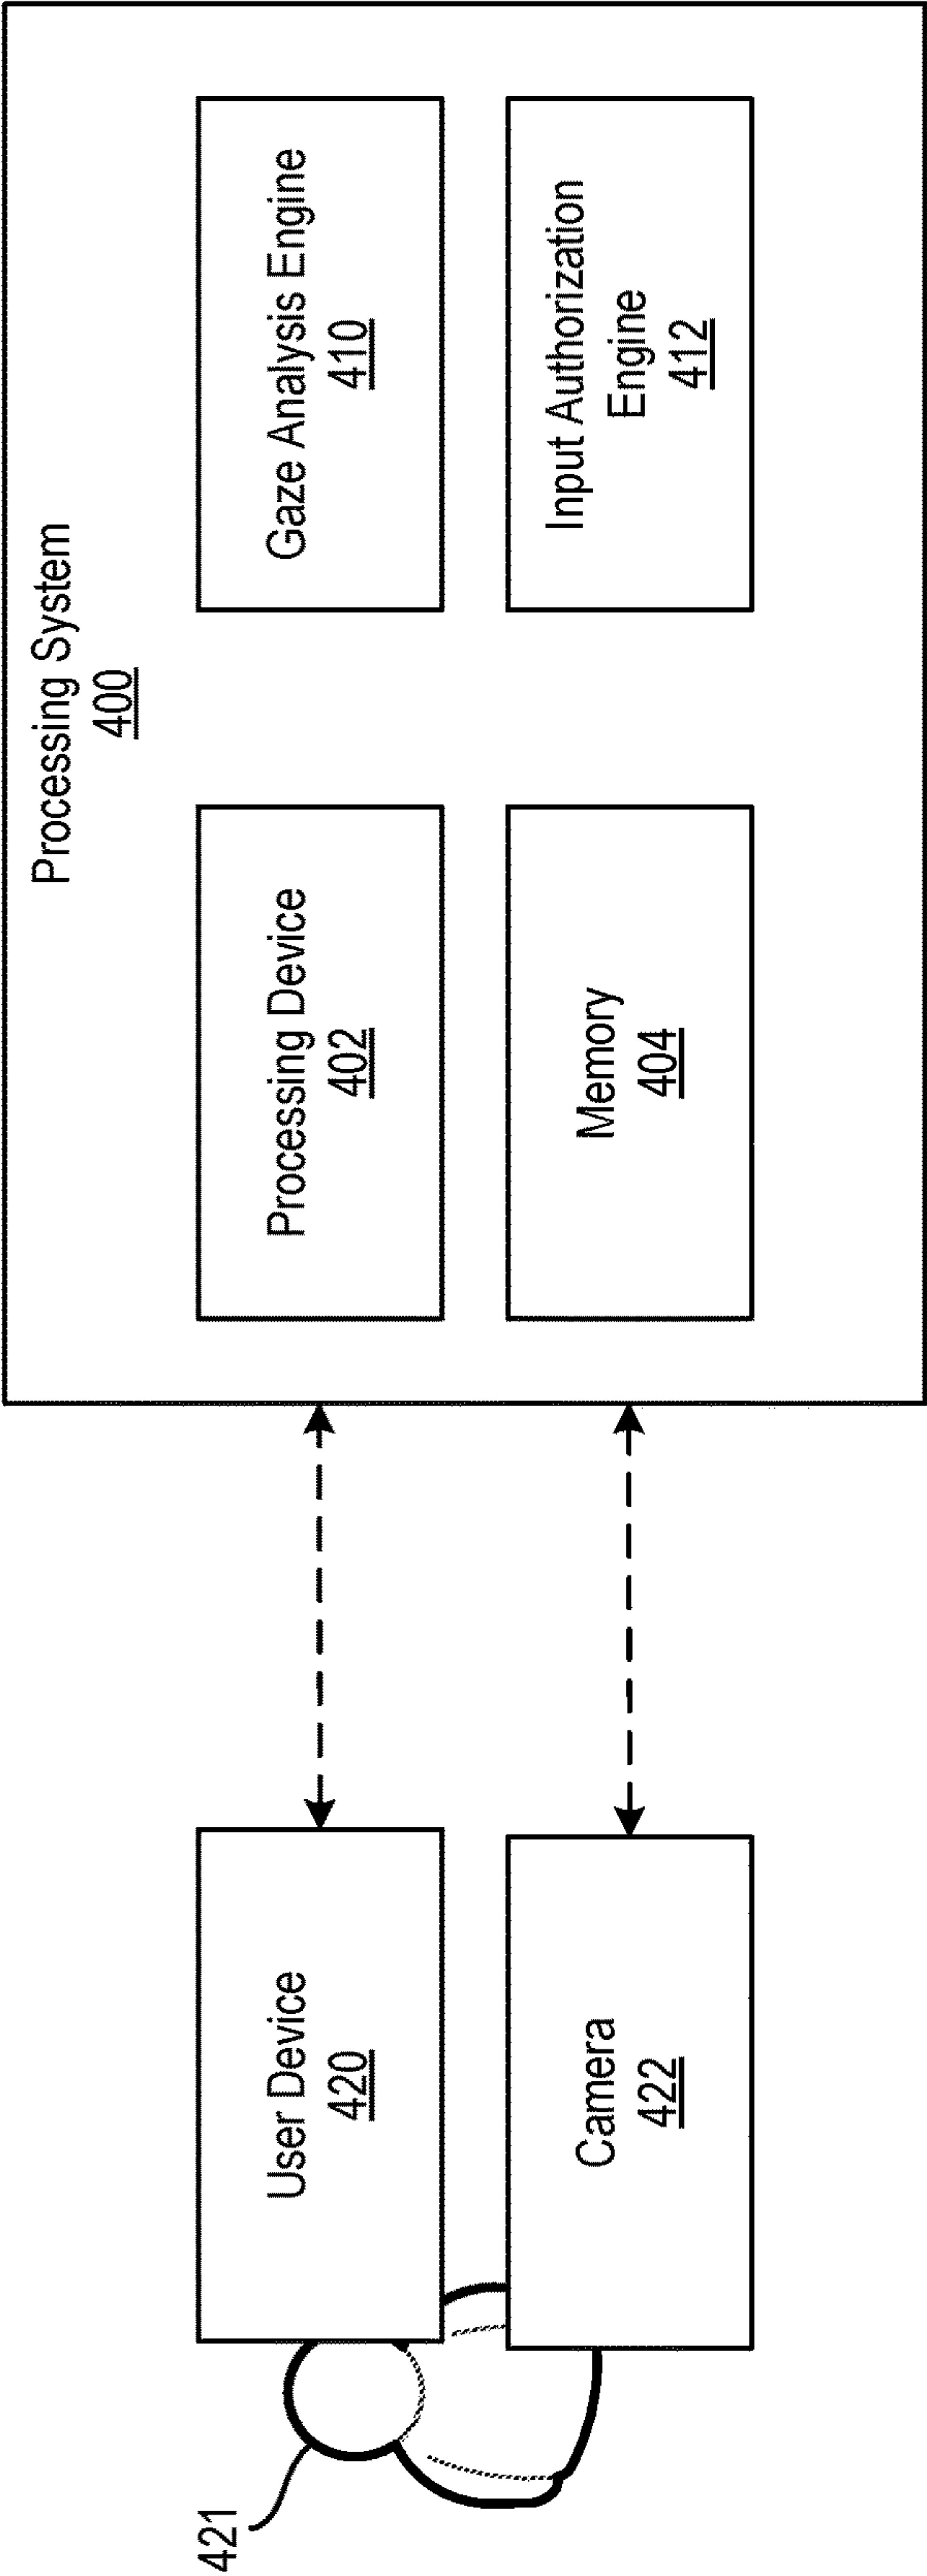 Processing System
400
Processing Device
402
Gaze Analysis Engine
410
Memory
404
Input Authorization
Engine
412
User Device
420
Camera
422
421